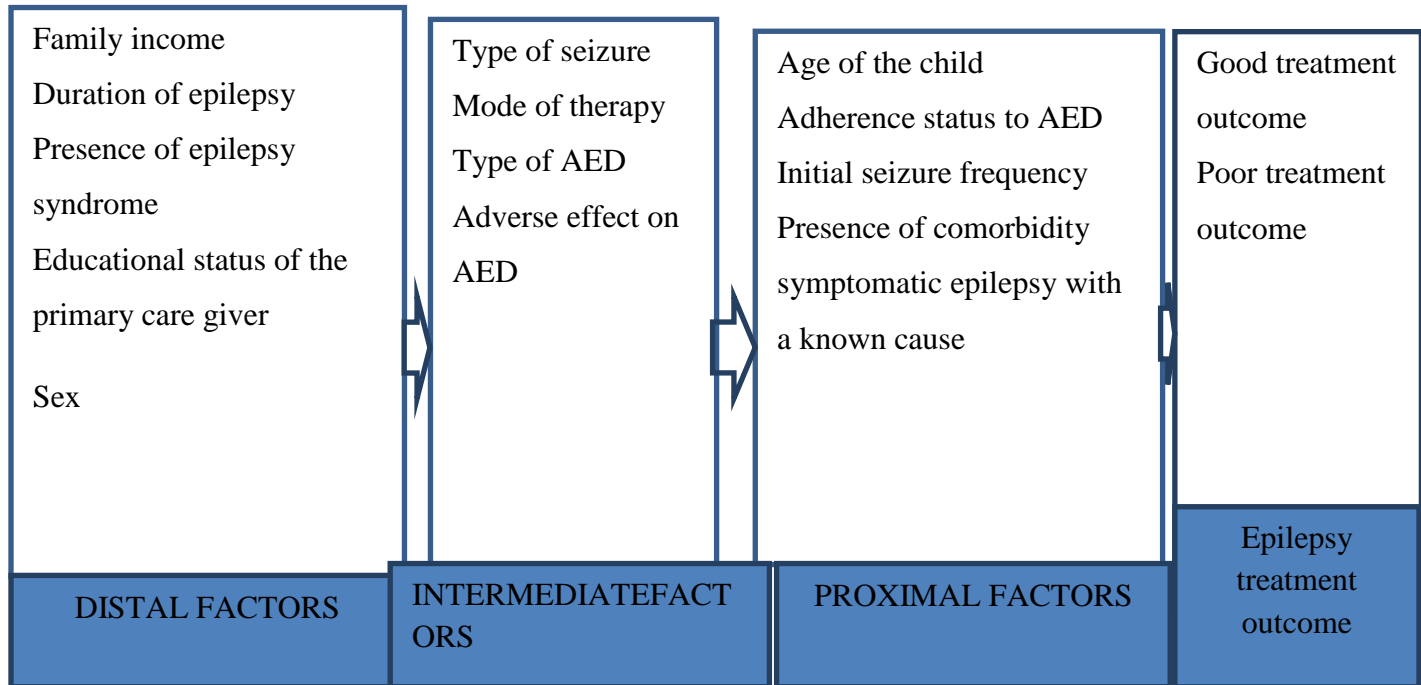 Family income
Duration of epilepsy
Presence of epilepsy
syndrome
Educational status of the
primary care giver
Sex
DISTAL FACTORS
Type of seizure
Mode of therapy
Type of AED
Adverse effect on
AED
INTERMEDIATEFACT
ORS
Age of the child
Adherence status to AED
Initial seizure frequency
Presence of comorbidity
symptomatic epilepsy with
a known cause
PROXIMAL FACTORS
Good treatment
outcome
Poor treatment
outcome
Epilepsy
treatment
outcome